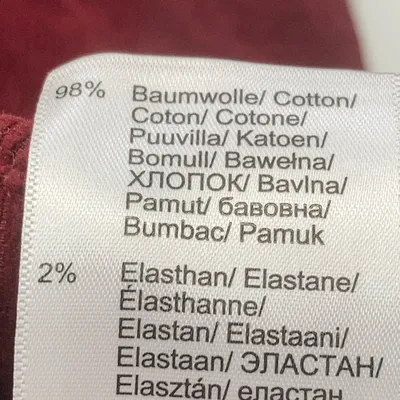 98% Baumwolle/ Cotton/
Coton/ Cotone/
Puuvilla/ Katoen/
Bomull/ Bawełna/
ХЛОПОК/ Bavlna/
Pamut/ бавовна/
Bumbac/ Pamuk
2% Elasthan/ Elastane/
Élasthanne/
Elastan/ Elastaani/
Elastaan/ ЭЛАСТАН/
Elasztán/ еластан